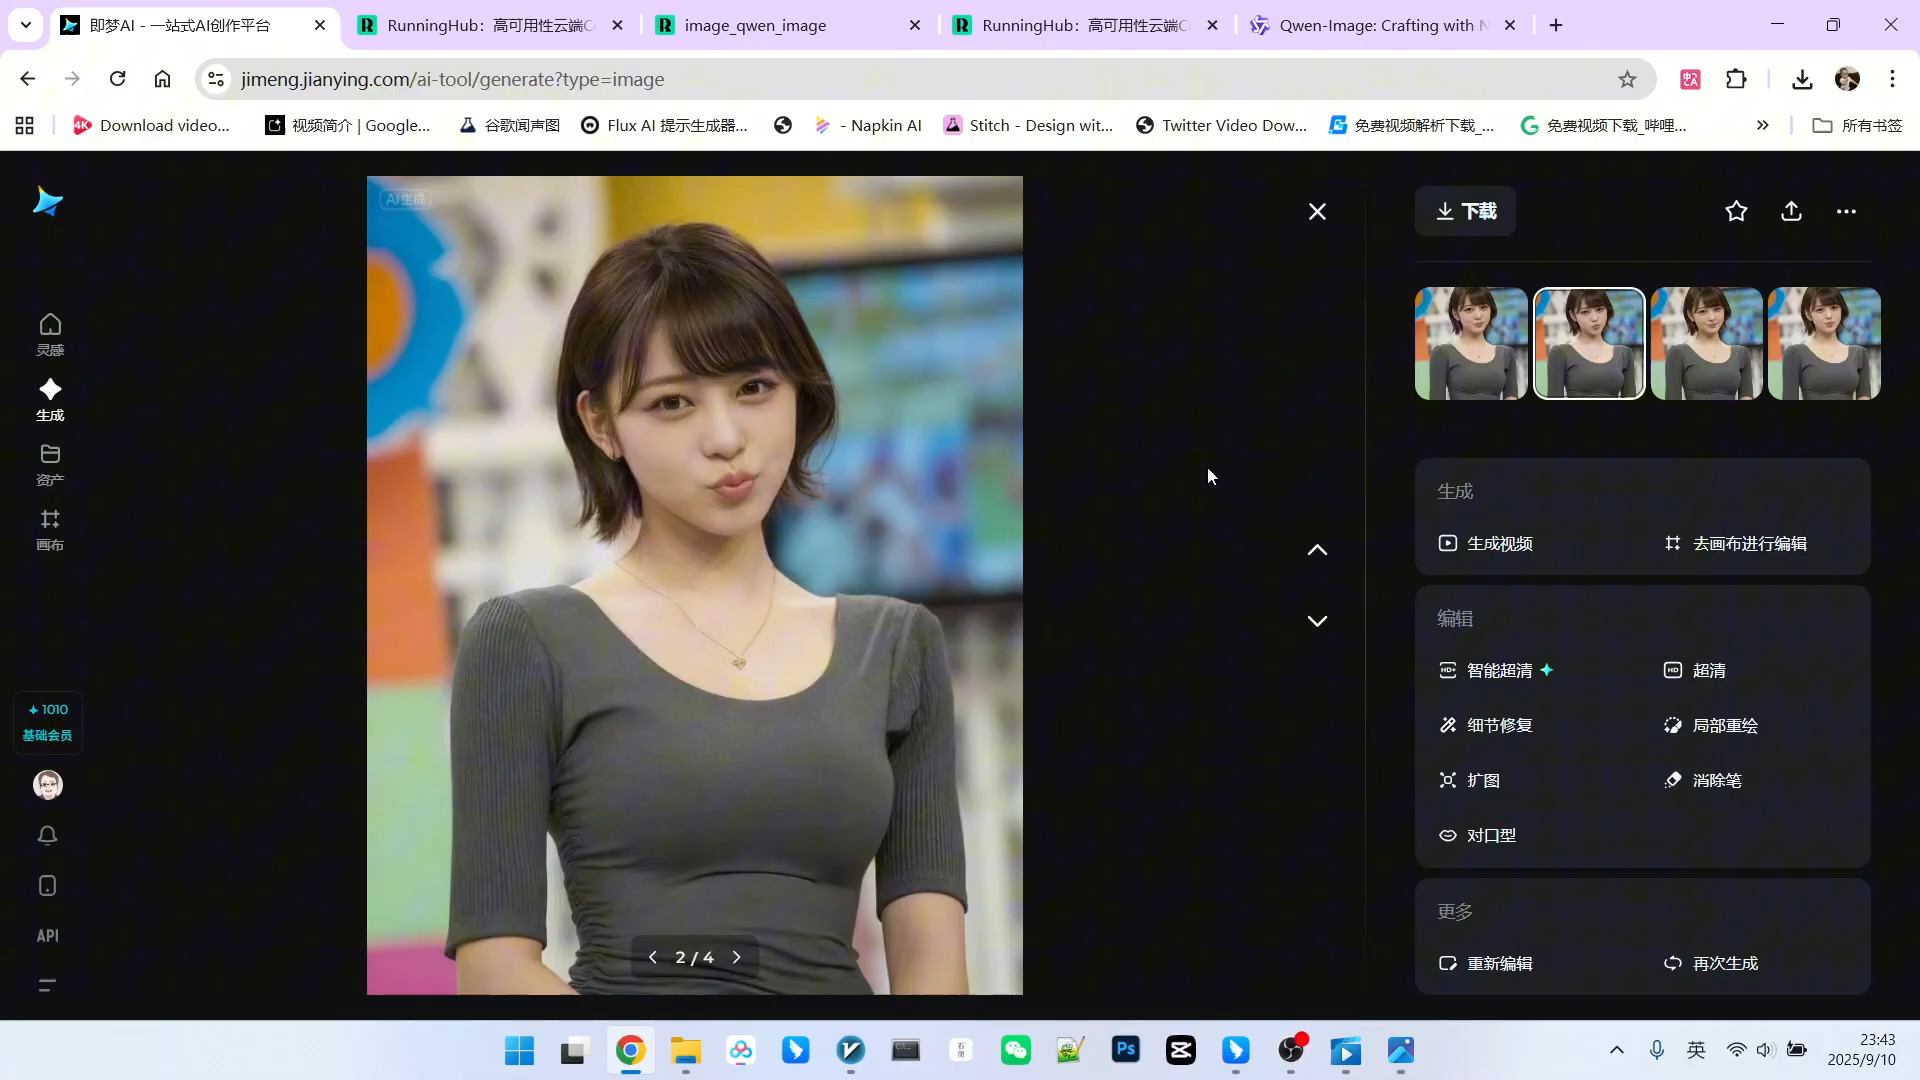 即梦AI - 一站式AI创作平台
RunningHub：高可用性云端C
image_qwen_image
RunningHub：高可用性云端C
Qwen-Image: Crafting with N
jimeng.jianying.com/ai-tool/generate?type=image
Download video...
视频简介 | Google...
谷歌闻声图
Flux AI 提示生成器...
- Napkin AI
Stitch - Design wit...
Twitter Video Dow...
免费视频解析下载_...
免费视频下载_哔哩...
所有书签
AI生成
下载
灵感
生成
资产
画布
生成
生成视频
去画布进行编辑
编辑
智能超清
超清
细节修复
局部重绘
扩图
消除笔
对口型
1010
基础会员
API
更多
重新编辑
再次生成
2 / 4
英
23:43
2025/9/10